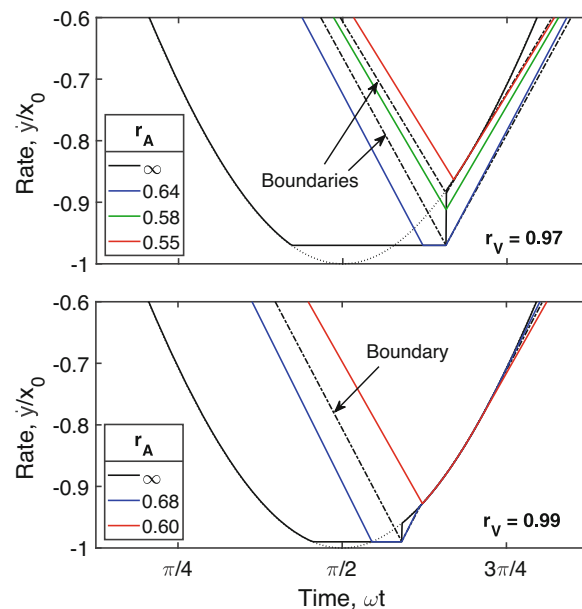 -0.6
-0.7
-0.8
-0.9
-1
Rate, ẏ/x₀
r_A
∞
0.64
0.58
0.55
Boundaries
r_V = 0.97
-0.6
-0.7
-0.8
-0.9
-1
Rate, ẏ/x₀
r_A
∞
0.68
0.60
Boundary
r_V = 0.99
π/4
π/2
3π/4
Time, ωt